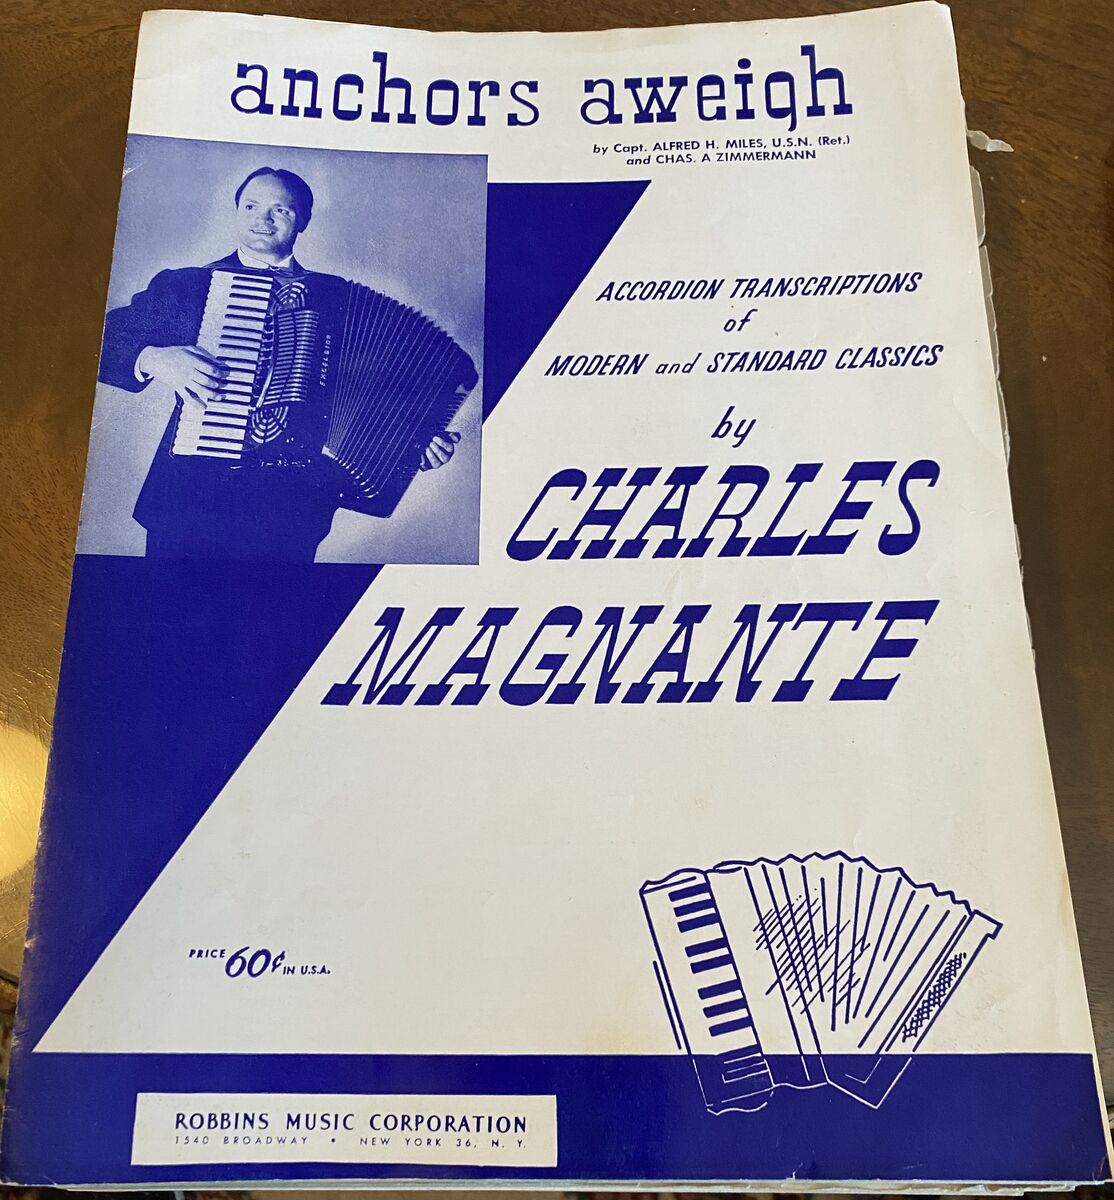 anchors aweigh
by Capt. ALFRED H. MILES, U.S.N. (Ret.)
and CHAS. A ZIMMERMANN
EXCELSIOR
ACCORDION TRANSCRIPTIONS
of
MODERN and STANDARD CLASSICS
by
CHARLES
MAGNANTE
PRICE 60¢ IN U.S.A.
ROBBINS MUSIC CORPORATION
1540 BROADWAY • NEW YORK 36, N. Y.